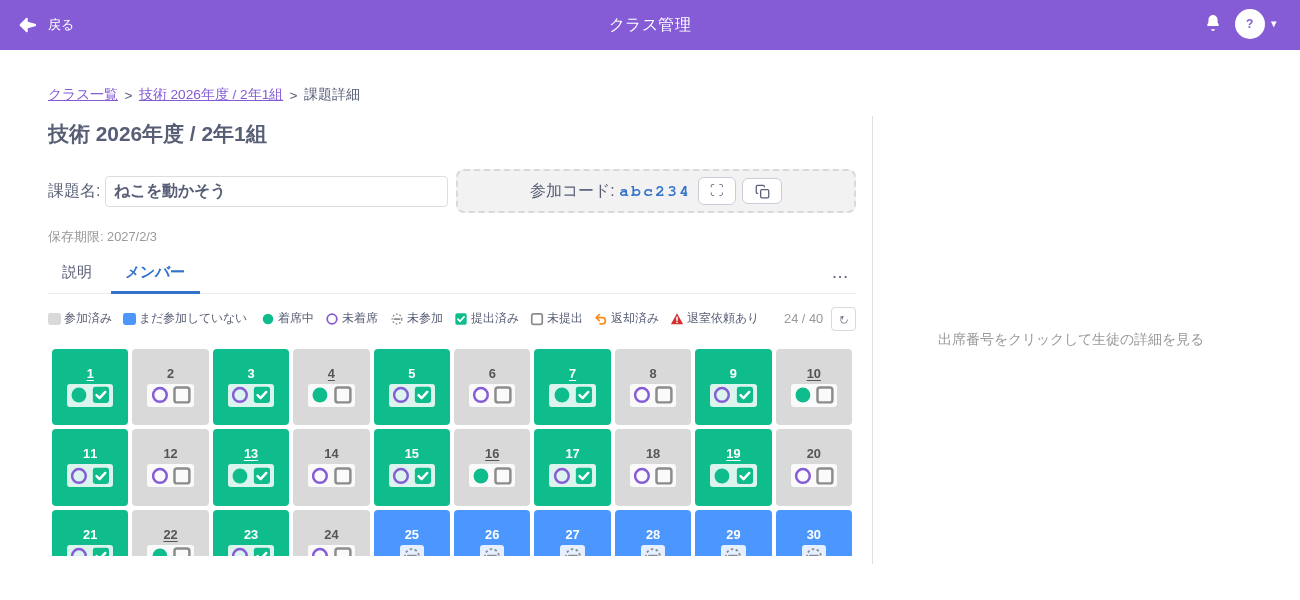 戻る
クラス管理
?
▼
クラス一覧 > 技術 2026年度 / 2年1組 > 課題詳細
技術 2026年度 / 2年1組
課題名: ねこを動かそう
参加コード: abc234
保存期限: 2027/2/3
説明
メンバー
…
参加済み まだ参加していない 着席中 未着席 未参加 提出済み 未提出 返却済み 退室依頼あり 24 / 40
1 2 3 4 5 6 7 8 9 10
11 12 13 14 15 16 17 18 19 20
21 22 23 24 25 26 27 28 29 30
出席番号をクリックして生徒の詳細を見る